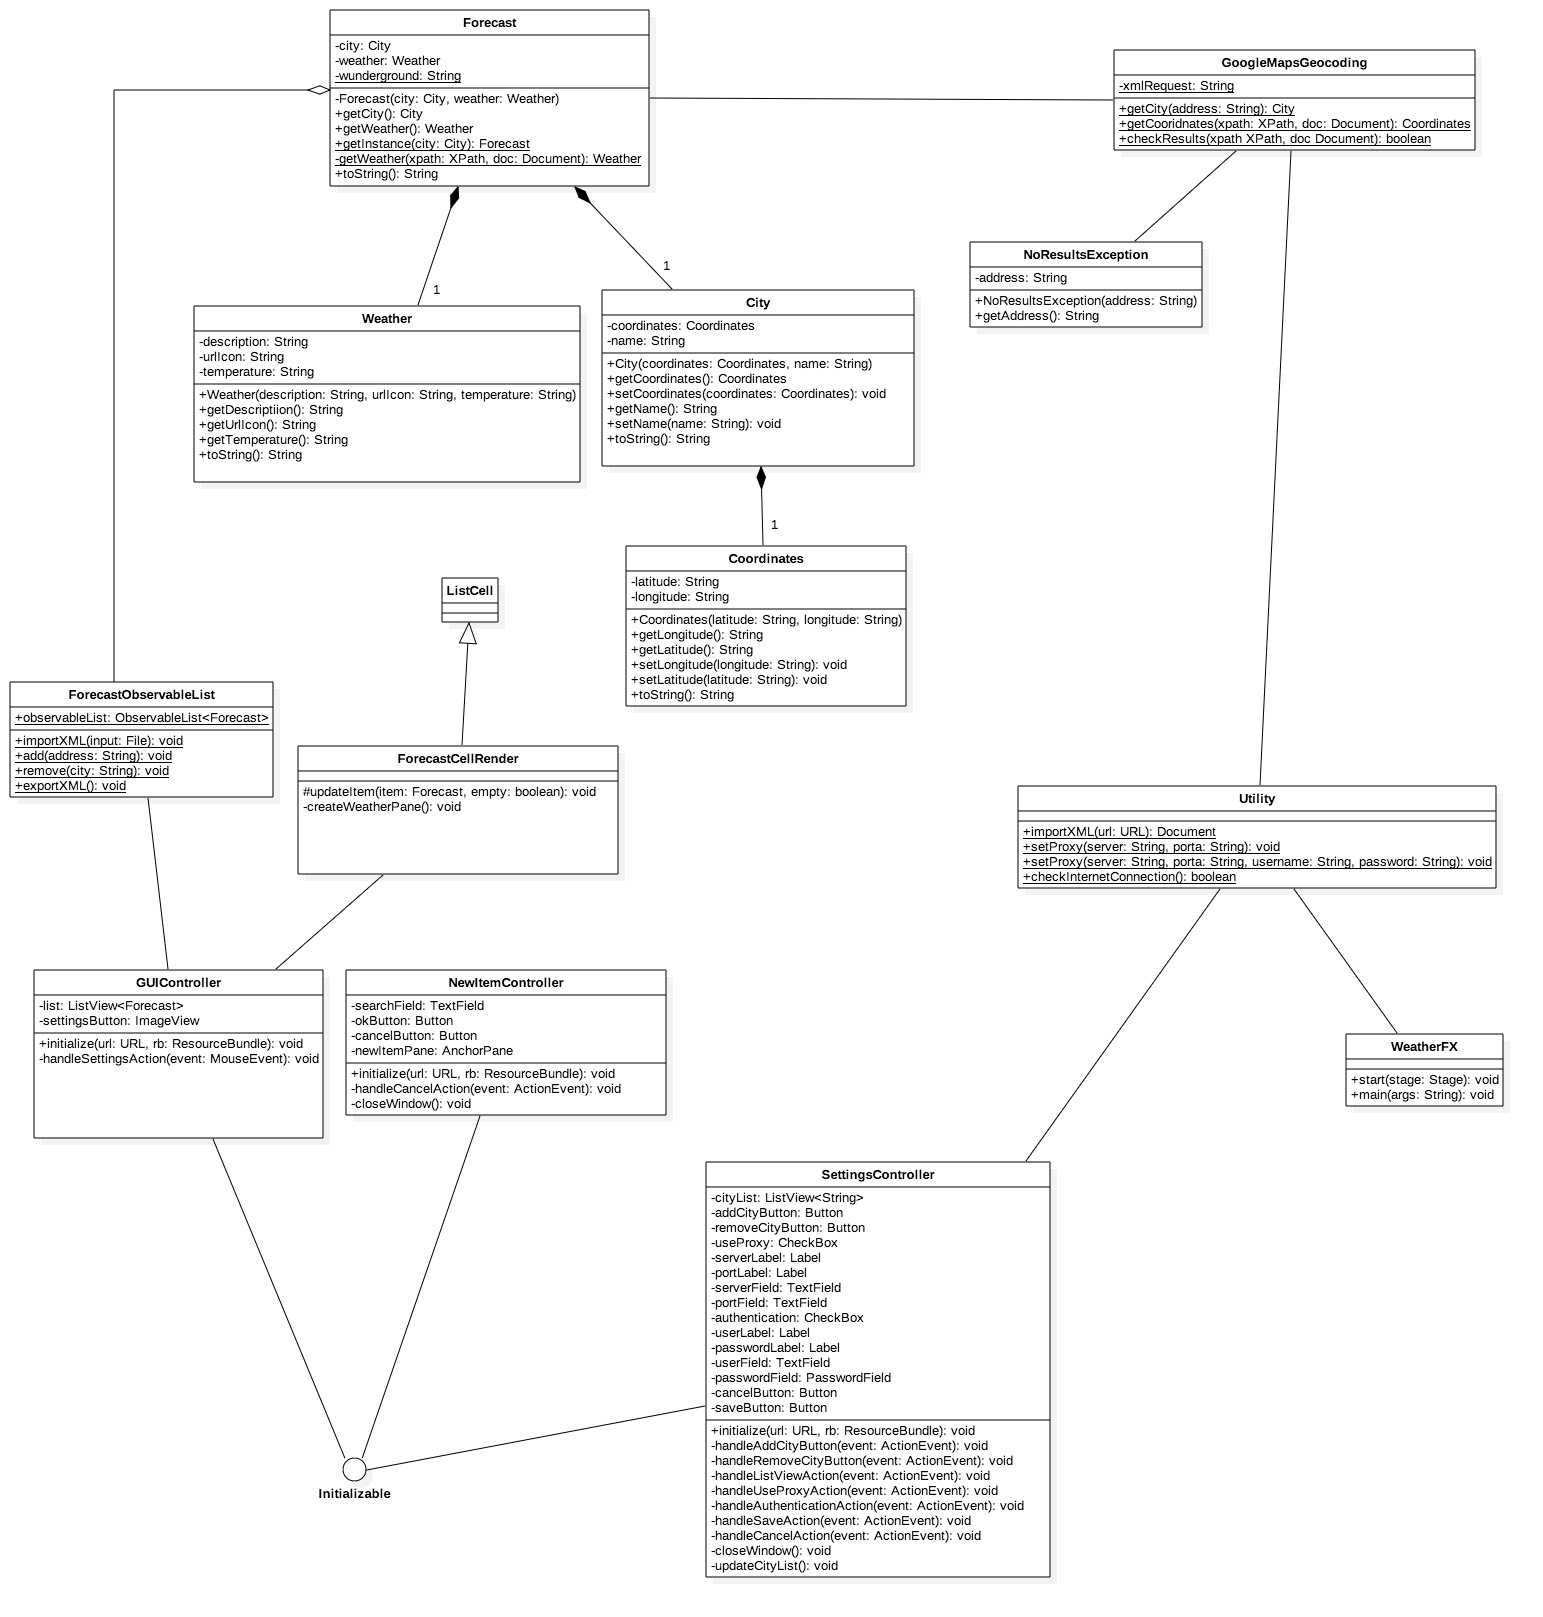 Forecast
-city: City
-weather: Weather
-wunderground: String
-Forecast(city: City, weather: Weather)
+getCity(): City
+getWeather(): Weather
+getInstance(city: City): Forecast
-getWeather(xpath: XPath, doc: Document): Weather
+toString(): String
GoogleMapsGeocoding
-xmlRequest: String
+getCity(address: String): City
+getCooridnates(xpath: XPath, doc: Document): Coordinates
+checkResults(xpath XPath, doc Document): boolean
NoResultsException
-address: String
+NoResultsException(address: String)
+getAddress(): String
1
1
Weather
-description: String
-urlIcon: String
-temperature: String
+Weather(description: String, urlIcon: String, temperature: String)
+getDescriptiion(): String
+getUrlIcon(): String
+getTemperature(): String
+toString(): String
City
-coordinates: Coordinates
-name: String
+City(coordinates: Coordinates, name: String)
+getCoordinates(): Coordinates
+setCoordinates(coordinates: Coordinates): void
+getName(): String
+setName(name: String): void
+toString(): String
1
Coordinates
-latitude: String
-longitude: String
+Coordinates(latitude: String, longitude: String)
+getLongitude(): String
+getLatitude(): String
+setLongitude(longitude: String): void
+setLatitude(latitude: String): void
+toString(): String
ListCell
ForecastObservableList
+observableList: ObservableList<Forecast>
+importXML(input: File): void
+add(address: String): void
+remove(city: String): void
+exportXML(): void
ForecastCellRender
#updateItem(item: Forecast, empty: boolean): void
-createWeatherPane(): void
Utility
+importXML(url: URL): Document
+setProxy(server: String, porta: String): void
+setProxy(server: String, porta: String, username: String, password: String): void
+checkInternetConnection(): boolean
GUIController
-list: ListView<Forecast>
-settingsButton: ImageView
+initialize(url: URL, rb: ResourceBundle): void
-handleSettingsAction(event: MouseEvent): void
NewItemController
-searchField: TextField
-okButton: Button
-cancelButton: Button
-newItemPane: AnchorPane
+initialize(url: URL, rb: ResourceBundle): void
-handleCancelAction(event: ActionEvent): void
-closeWindow(): void
WeatherFX
+start(stage: Stage): void
+main(args: String): void
SettingsController
-cityList: ListView<String>
-addCityButton: Button
-removeCityButton: Button
-useProxy: CheckBox
-serverLabel: Label
-portLabel: Label
-serverField: TextField
-portField: TextField
-authentication: CheckBox
-userLabel: Label
-passwordLabel: Label
-userField: TextField
-passwordField: PasswordField
-cancelButton: Button
-saveButton: Button
+initialize(url: URL, rb: ResourceBundle): void
-handleAddCityButton(event: ActionEvent): void
-handleRemoveCityButton(event: ActionEvent): void
-handleListViewAction(event: ActionEvent): void
-handleUseProxyAction(event: ActionEvent): void
-handleAuthenticationAction(event: ActionEvent): void
-handleSaveAction(event: ActionEvent): void
-handleCancelAction(event: ActionEvent): void
-closeWindow(): void
-updateCityList(): void
Initializable